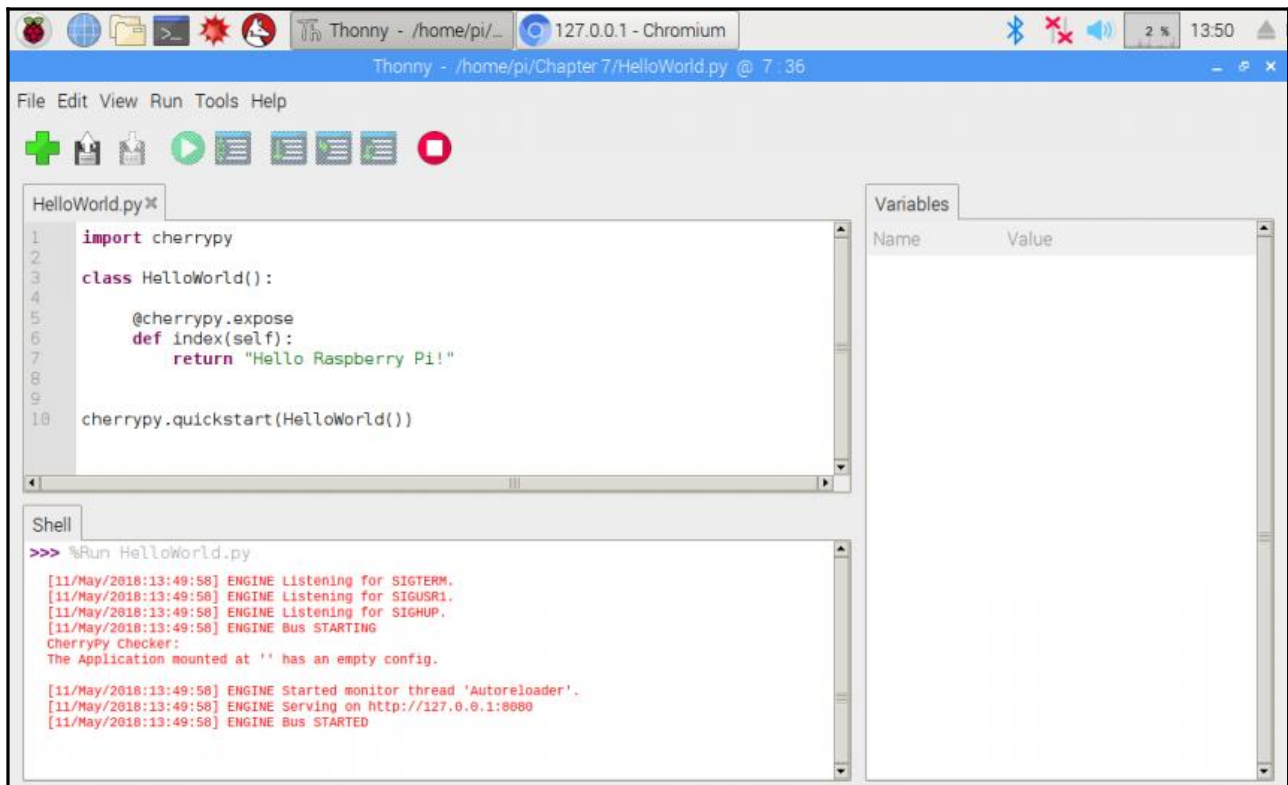 Thonny - /home/pi/... 127.0.0.1 - Chromium 2 % 13:50
Thonny - /home/pi/Chapter 7/HelloWorld.py @ 7 : 36
File Edit View Run Tools Help
HelloWorld.py
1 import cherrypy
2
3 class HelloWorld():
4
5 @cherrypy.expose
6 def index(self):
7 return "Hello Raspberry Pi!"
8
9
10 cherrypy.quickstart(HelloWorld())
Variables
Name Value
Shell
>>> %Run HelloWorld.py
[11/May/2018:13:49:58] ENGINE Listening for SIGTERM.
[11/May/2018:13:49:58] ENGINE Listening for SIGUSR1.
[11/May/2018:13:49:58] ENGINE Listening for SIGHUP.
[11/May/2018:13:49:58] ENGINE Bus STARTING
CherryPy Checker:
The Application mounted at '' has an empty config.
[11/May/2018:13:49:58] ENGINE Started monitor thread 'Autoreloader'.
[11/May/2018:13:49:58] ENGINE Serving on http://127.0.0.1:8080
[11/May/2018:13:49:58] ENGINE Bus STARTED